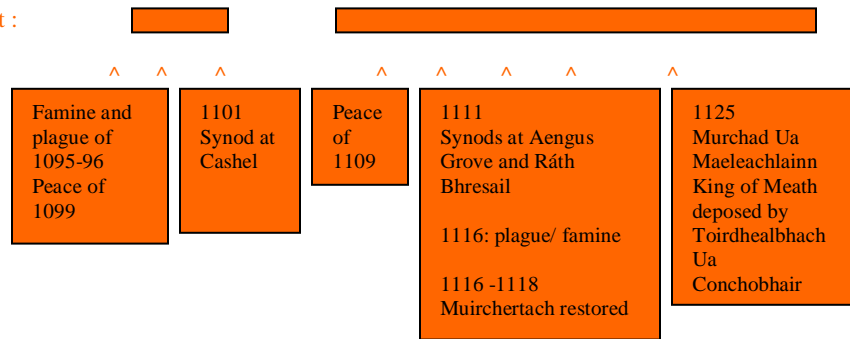 t :
^ ^ ^ ^ ^ ^ ^ ^
Famine and
plague of
1095-96
Peace of
1099
1101
Synod at
Cashel
Peace
of
1109
1111
Synods at Aengus
Grove and Ráth
Bhresail
1116: plague/ famine
1116 -1118
Muirchertach restored
1125
Murchad Ua
Maeleachlainn
King of Meath
deposed by
Toirdhealbhach
Ua
Conchobhair